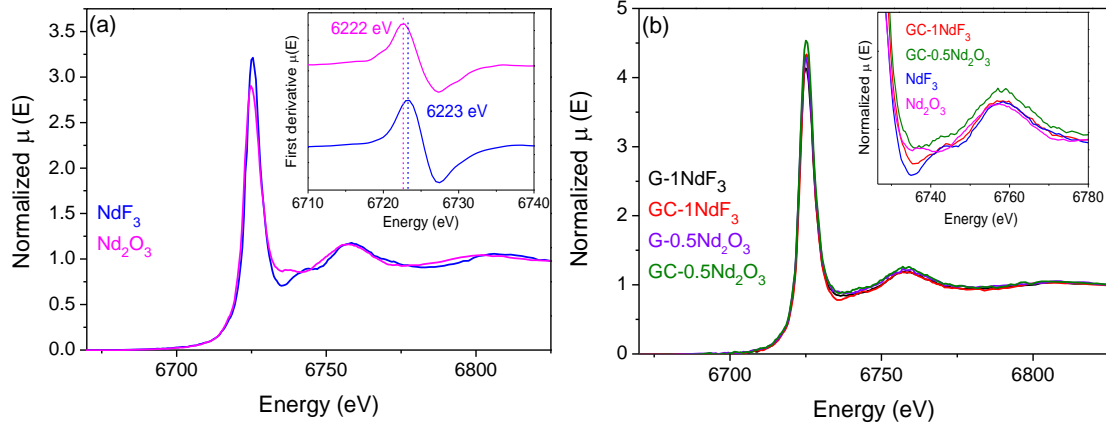 (a)
6222 eV
6223 eV
First derivative μ(E)
6710 6720 6730 6740
Energy (eV)
NdF3
Nd2O3
Normalized μ (E)
3.5
3.0
2.5
2.0
1.5
1.0
0.5
0.0
6700 6750 6800
Energy (eV)
(b)
GC-1NdF3
GC-0.5Nd2O3
NdF3
Nd2O3
Normalized μ (E)
6740 6760 6780
Energy (eV)
G-1NdF3
GC-1NdF3
G-0.5Nd2O3
GC-0.5Nd2O3
Normalized μ (E)
5
4
3
2
1
0
6700 6750 6800
Energy (eV)